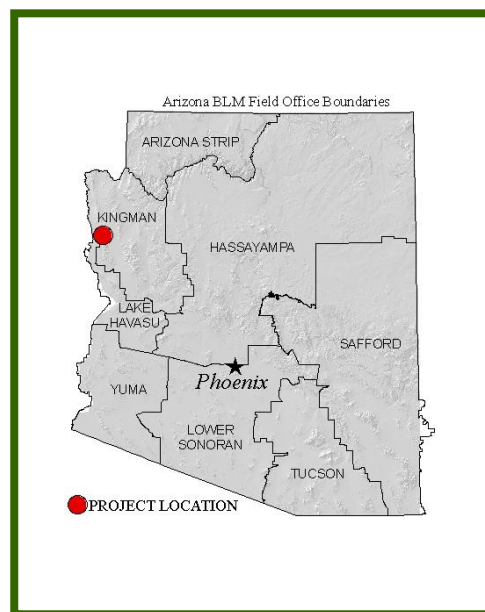 Arizona BLM Field Office Boundaries
ARIZONA STRIP
KINGMAN
HASSAYAMPA
LAKE
HAVASU
SAFFORD
Phoenix
YUMA
LOWER
SONORAN
TUCSON
PROJECT LOCATION